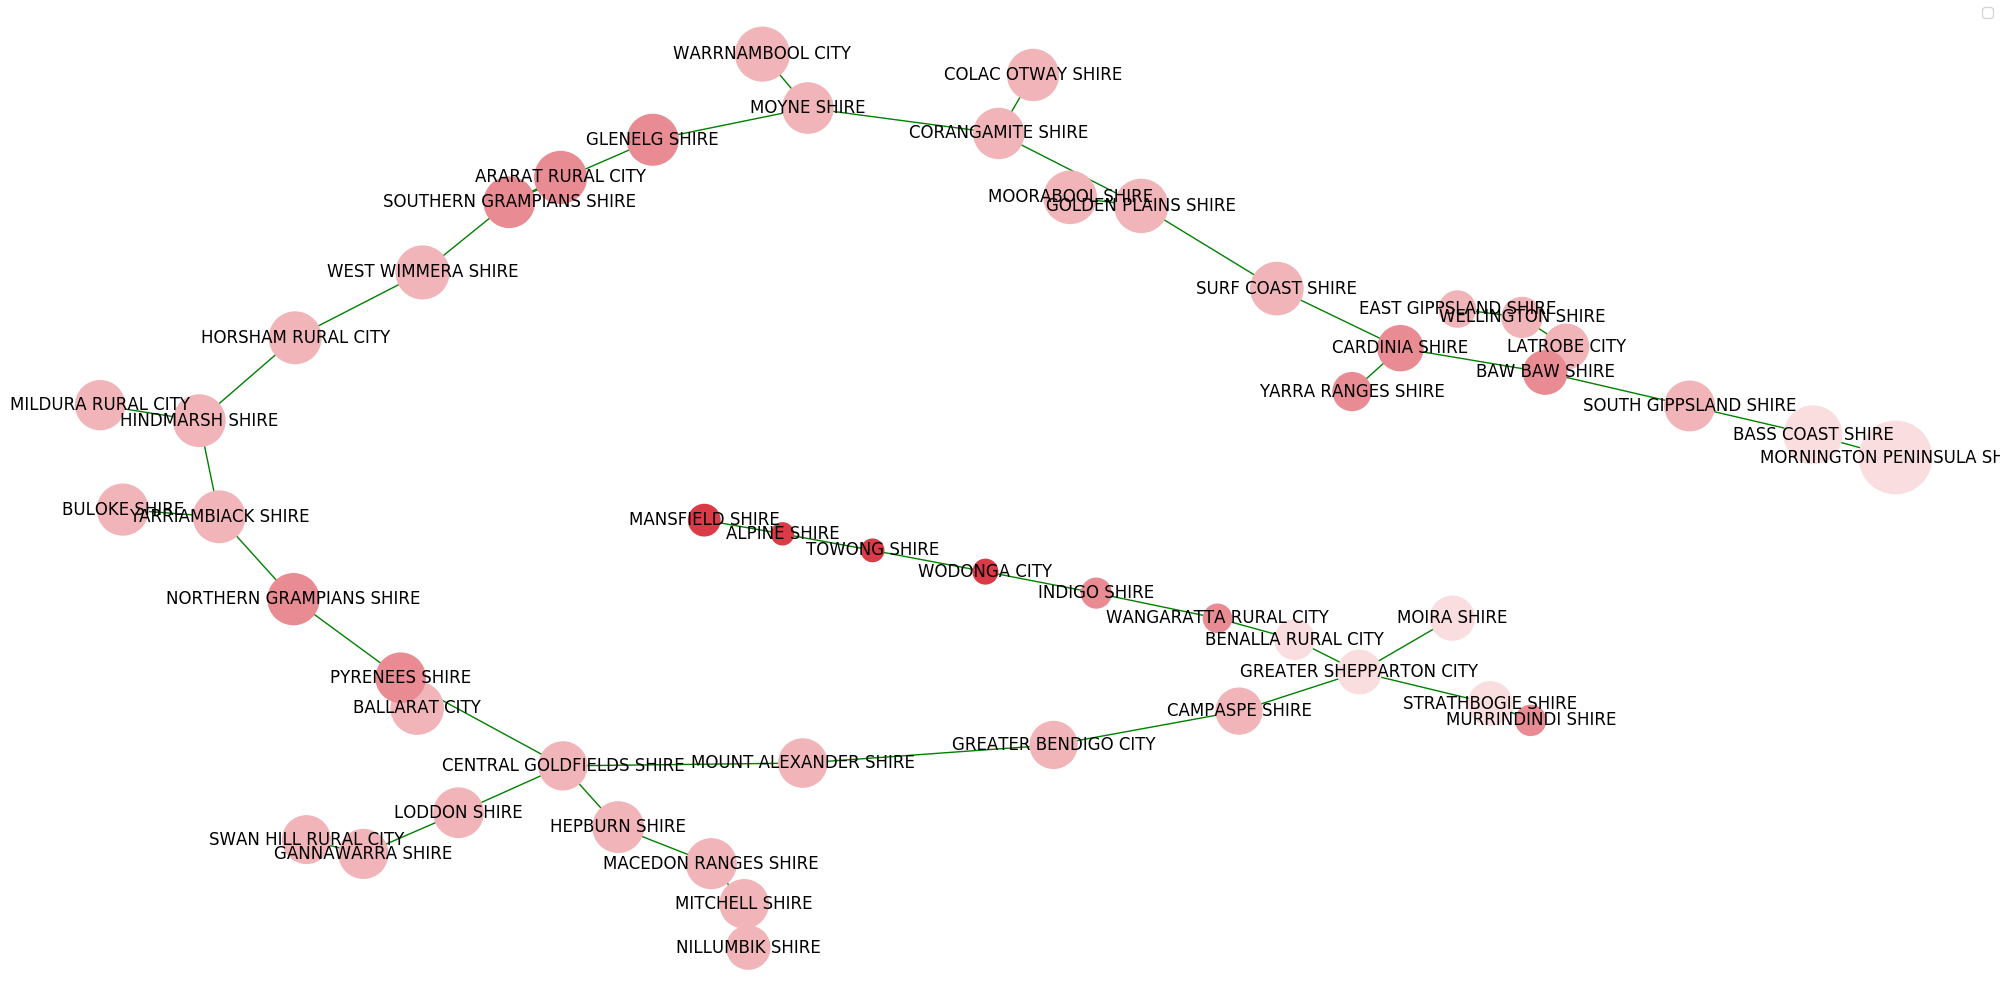 WARRNAMBOOL CITY
COLAC OTWAY SHIRE
MOYNE SHIRE
CORANGAMITE SHIRE
GLENELG SHIRE
ARARAT RURAL CITY
SOUTHERN GRAMPIANS SHIRE
MOORABOOL SHIRE
GOLDEN PLAINS SHIRE
WEST WIMMERA SHIRE
SURF COAST SHIRE
EAST GIPPSLAND SHIRE
WELLINGTON SHIRE
HORSHAM RURAL CITY
CARDINIA SHIRE
LATROBE CITY
BAW BAW SHIRE
YARRA RANGES SHIRE
MILDURA RURAL CITY
SOUTH GIPPSLAND SHIRE
HINDMARSH SHIRE
BASS COAST SHIRE
MORNINGTON PENINSULA SH
BULOKE SHIRE
YARRIAMBIACK SHIRE
MANSFIELD SHIRE
ALPINE SHIRE
TOWONG SHIRE
WODONGA CITY
INDIGO SHIRE
NORTHERN GRAMPIANS SHIRE
WANGARATTA RURAL CITY
MOIRA SHIRE
BENALLA RURAL CITY
GREATER SHEPPARTON CITY
PYRENEES SHIRE
BALLARAT CITY
STRATHBOGIE SHIRE
CAMPASPE SHIRE
MURRINDINDI SHIRE
GREATER BENDIGO CITY
CENTRAL GOLDFIELDS SHIRE
MOUNT ALEXANDER SHIRE
LODDON SHIRE
HEPBURN SHIRE
SWAN HILL RURAL CITY
GANNAWARRA SHIRE
MACEDON RANGES SHIRE
MITCHELL SHIRE
NILLUMBIK SHIRE